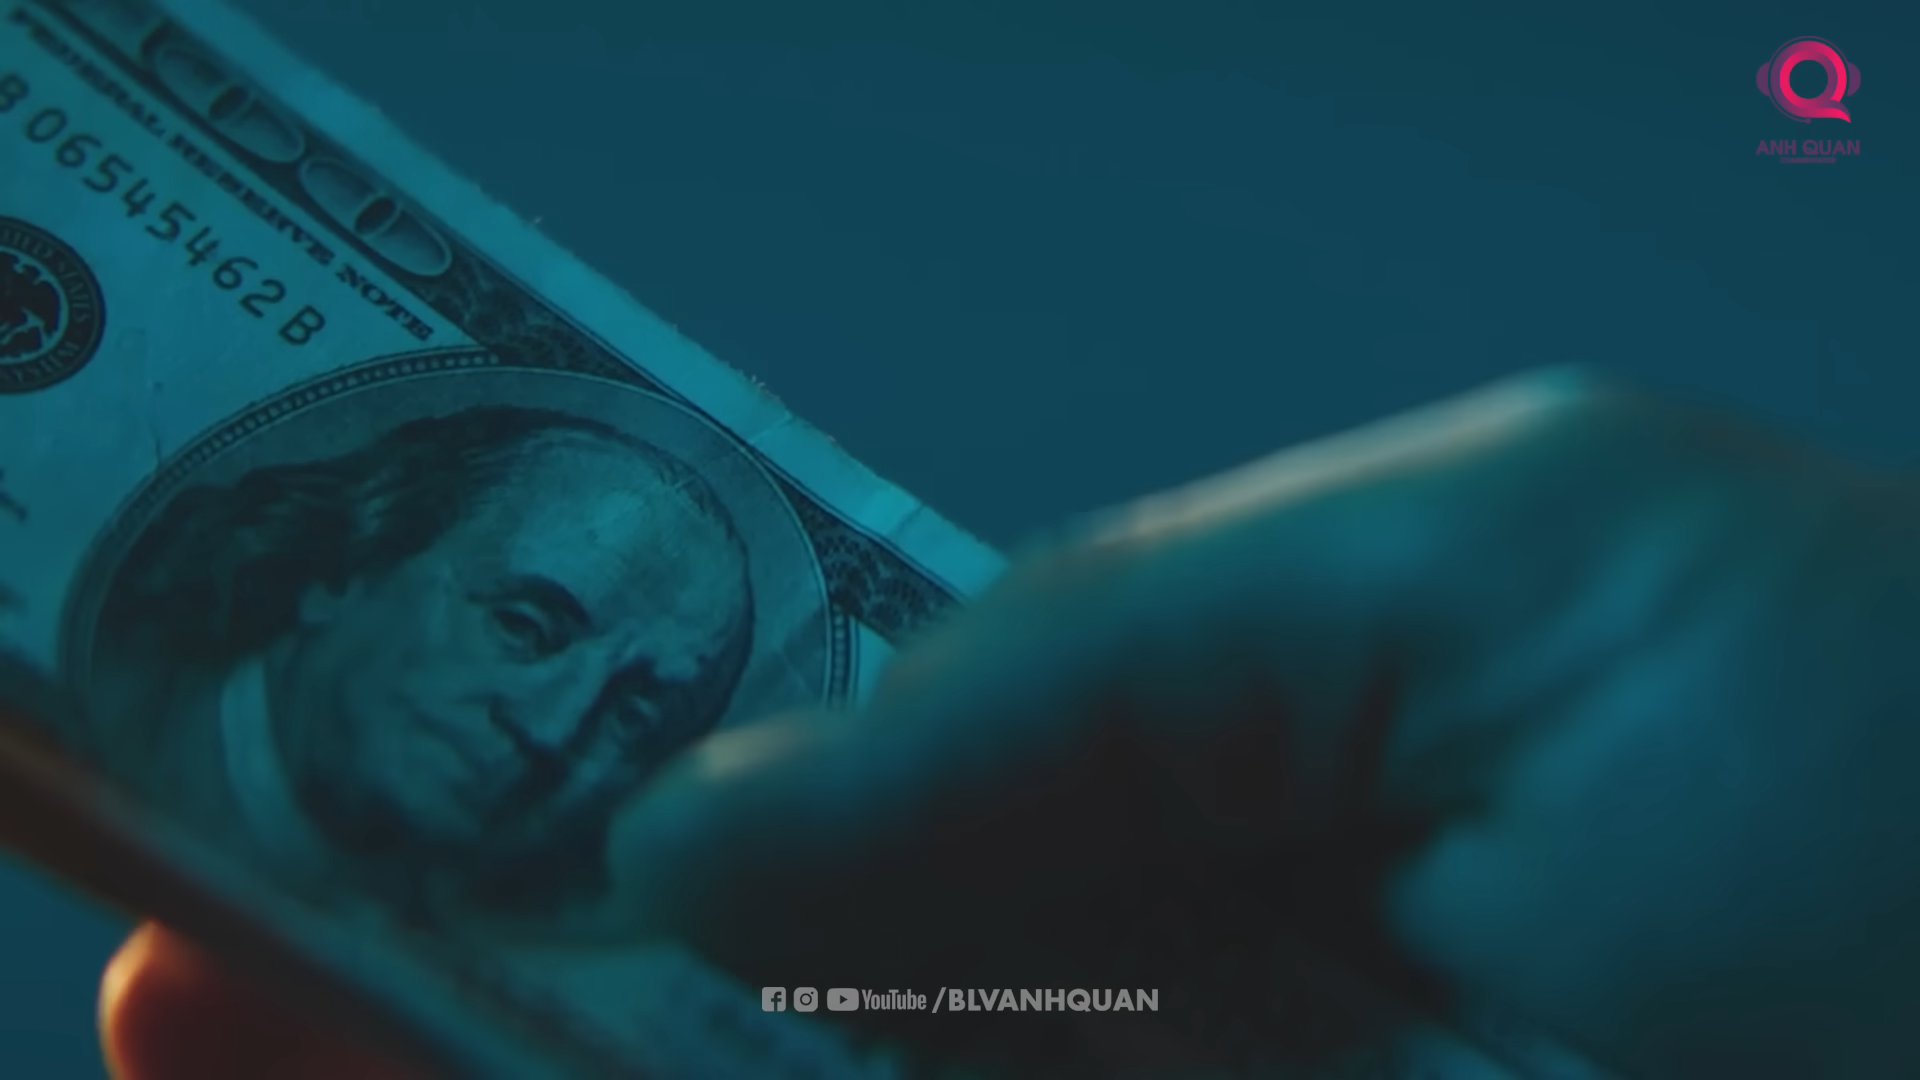 FEDERAL RESERVE NOTE
B 06545462 B
ANH QUAN
YouTube /BLVANHQUAN